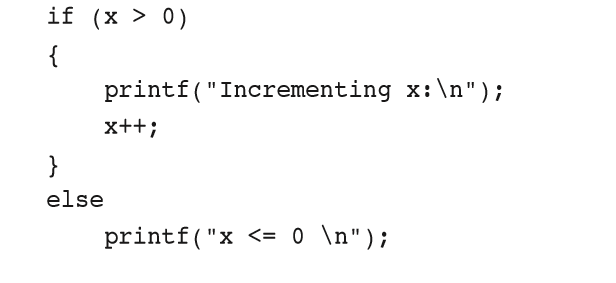 if (x > 0)
{
    printf("Incrementing x:\n");
    x++;
}
else
    printf("x <= 0 \n");